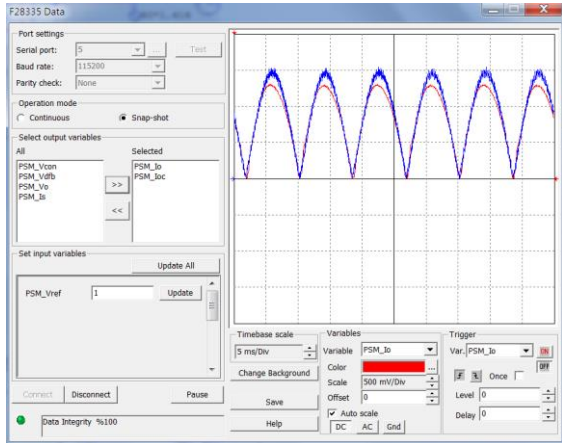 F28335 Data
Port settings
Serial port: 5 ... Test
Baud rate: 115200
Parity check: None
Operation mode
Continuous Snap-shot
Select output variables
All Selected
PSM_Vcon PSM_Io
PSM_Vdfb PSM_Ioc
PSM_Vo
PSM_Is
>>
<<
Set input variables
Update All
PSM_Vref 1 Update
Connect Disconnect Pause
Data Integrity %100
Timebase scale
5 ms/Div
Change Background
Save
Help
Variables
Variable PSM_Io
Color ...
Scale 500 mV/Div
Offset 0
Auto scale
DC AC Gnd
Trigger
Var. PSM_Io ON
OFF
Once
Level 0
Delay 0